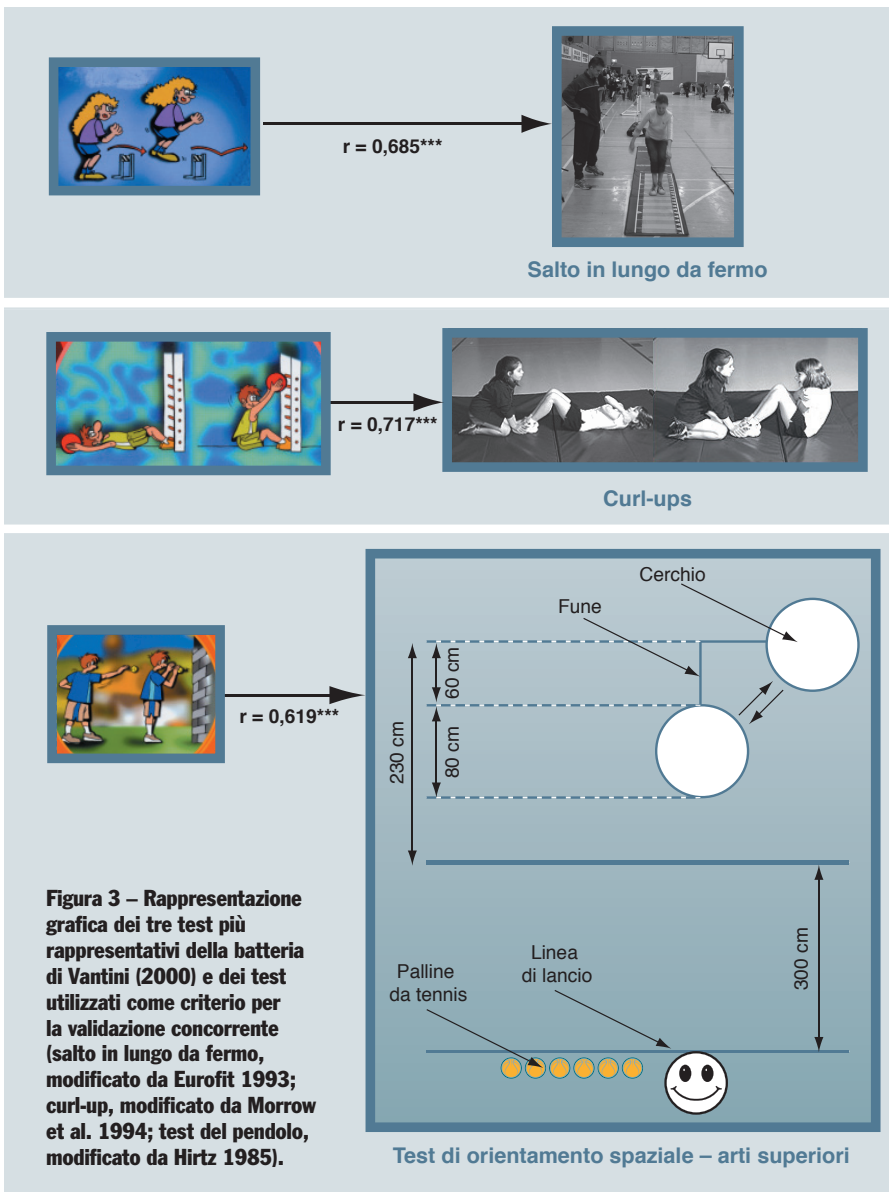 r = 0,685***
Salto in lungo da fermo
r = 0,717***
Curl-ups
Cerchio
Fune
60 cm
230 cm
80 cm
r = 0,619***
300 cm
Linea
di lancio
Palline
da tennis
Test di orientamento spaziale – arti superiori
Figura 3 – Rappresentazione
grafica dei tre test più
rappresentativi della batteria
di Vantini (2000) e dei test
utilizzati come criterio per
la validazione concorrente
(salto in lungo da fermo,
modificato da Eurofit 1993;
curl-up, modificato da Morrow
et al. 1994; test del pendolo,
modificato da Hirtz 1985).